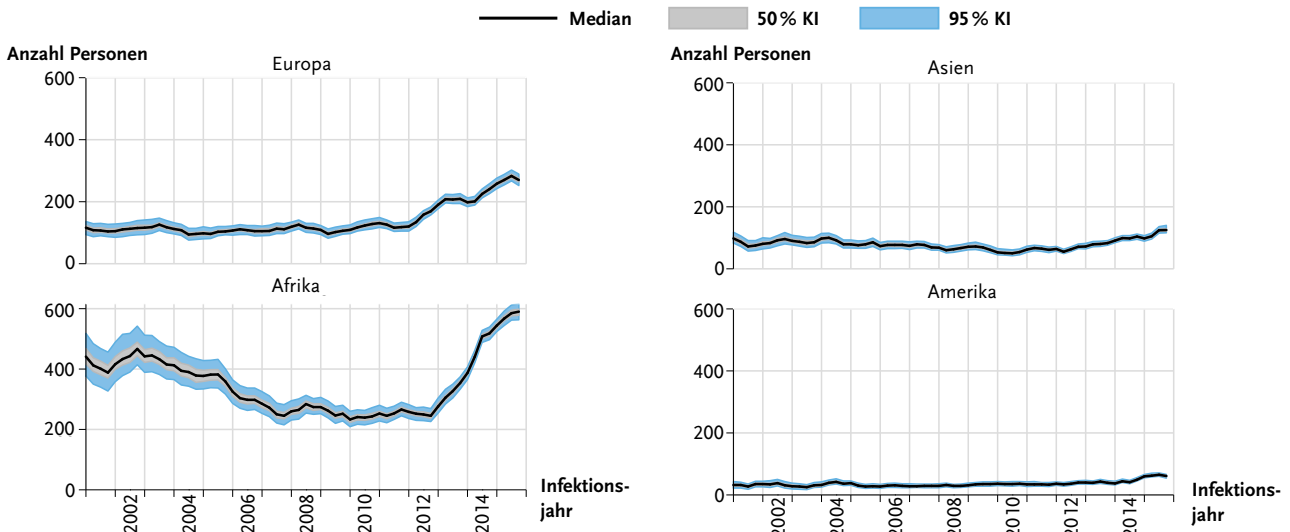 Median 50 % KI 95 % KI
Anzahl Personen
Europa
600
400
200
0
Anzahl Personen
Asien
600
400
200
0
Afrika
600
400
200
0
2002 2004 2006 2008 2010 2012 2014
Infektions-
jahr
Amerika
600
400
200
0
2002 2004 2006 2008 2010 2012 2014
Infektions-
jahr